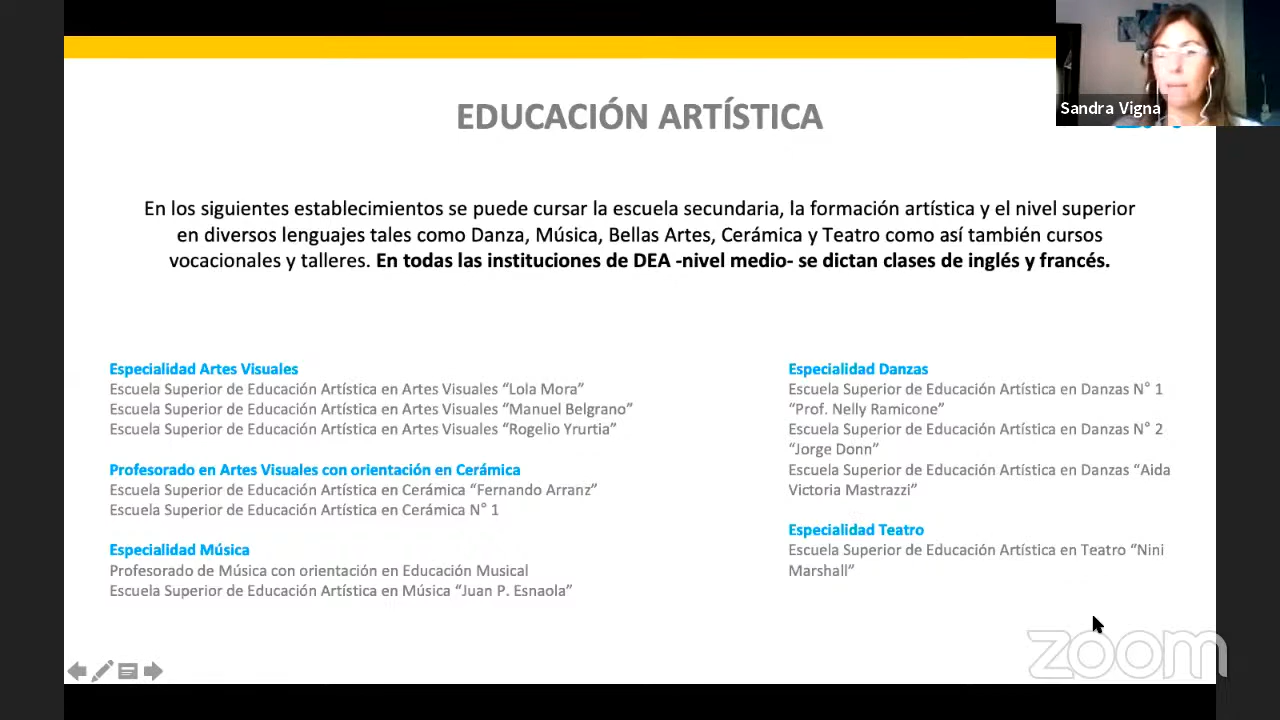 Sandra Vigna
EDUCACIÓN ARTÍSTICA
En los siguientes establecimientos se puede cursar la escuela secundaria, la formación artística y el nivel superior
en diversos lenguajes tales como Danza, Música, Bellas Artes, Cerámica y Teatro como así también cursos
vocacionales y talleres. En todas las instituciones de DEA -nivel medio- se dictan clases de inglés y francés.
Especialidad Artes Visuales
Escuela Superior de Educación Artística en Artes Visuales “Lola Mora”
Escuela Superior de Educación Artística en Artes Visuales “Manuel Belgrano”
Escuela Superior de Educación Artística en Artes Visuales “Rogelio Yrurtia”
Profesorado en Artes Visuales con orientación en Cerámica
Escuela Superior de Educación Artística en Cerámica “Fernando Arranz”
Escuela Superior de Educación Artística en Cerámica N° 1
Especialidad Música
Profesorado de Música con orientación en Educación Musical
Escuela Superior de Educación Artística en Música “Juan P. Esnaola”
Especialidad Danzas
Escuela Superior de Educación Artística en Danzas N° 1
“Prof. Nelly Ramicone”
Escuela Superior de Educación Artística en Danzas N° 2
“Jorge Donn”
Escuela Superior de Educación Artística en Danzas “Aida
Victoria Mastrazzi”
Especialidad Teatro
Escuela Superior de Educación Artística en Teatro “Nini
Marshall”
zoom